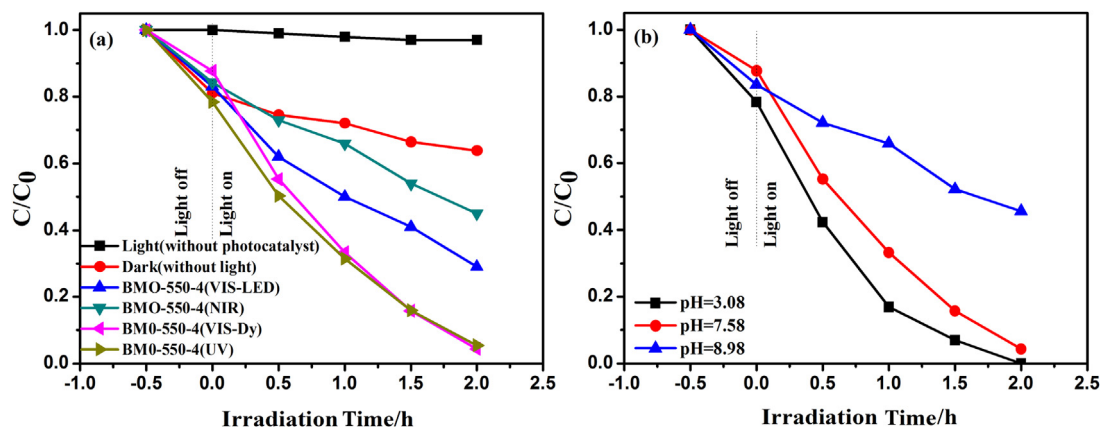 (a)
C/C0
1.0
0.8
0.6
0.4
0.2
0.0
Light off
Light on
Light(without photocatalyst)
Dark(without light)
BMO-550-4(VIS-LED)
BMO-550-4(NIR)
BM0-550-4(VIS-Dy)
BM0-550-4(UV)
-1.0 -0.5 0.0 0.5 1.0 1.5 2.0 2.5
Irradiation Time/h
(b)
C/C0
1.0
0.8
0.6
0.4
0.2
0.0
Light off
Light on
pH=3.08
pH=7.58
pH=8.98
-1.0 -0.5 0.0 0.5 1.0 1.5 2.0 2.5
Irradiation Time/h